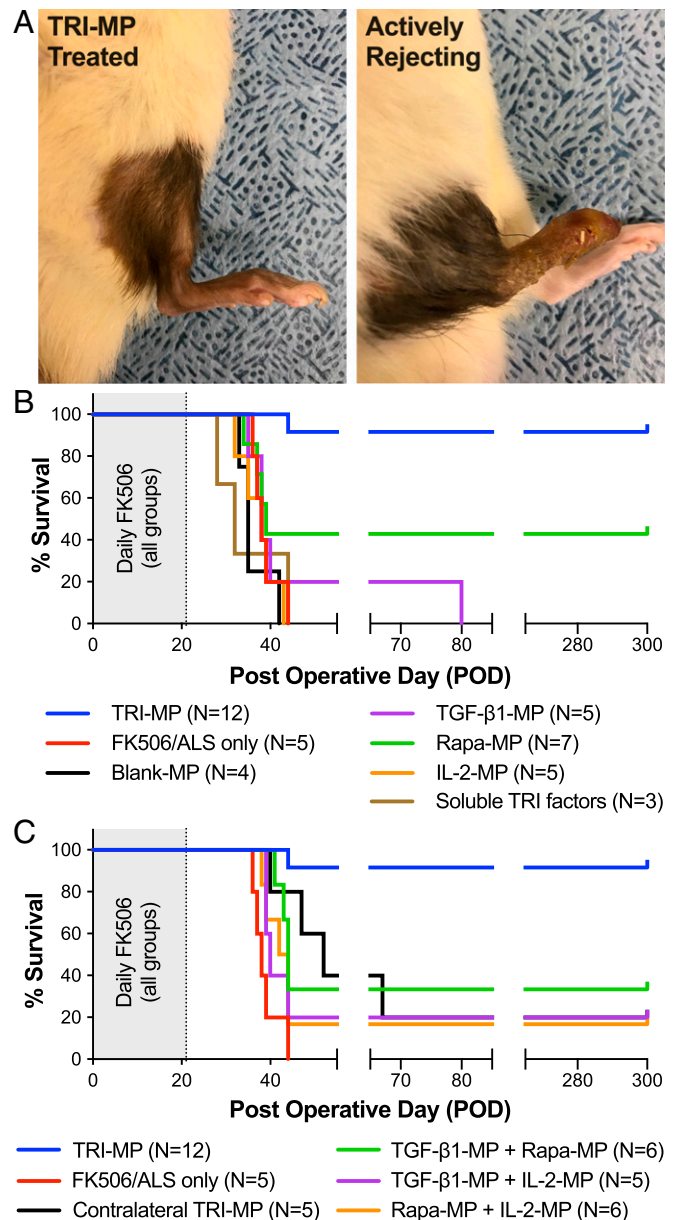 A
TRI-MP
Treated
Actively
Rejecting
B
100
80
60
40
20
0
% Survival
Daily FK506
(all groups)
0 20 40 70 80 280 300
Post Operative Day (POD)
TRI-MP (N=12)
FK506/ALS only (N=5)
Blank-MP (N=4)
TGF-β1-MP (N=5)
Rapa-MP (N=7)
IL-2-MP (N=5)
Soluble TRI factors (N=3)
C
100
80
60
40
20
0
% Survival
Daily FK506
(all groups)
0 20 40 70 80 280 300
Post Operative Day (POD)
TRI-MP (N=12)
FK506/ALS only (N=5)
Contralateral TRI-MP (N=5)
TGF-β1-MP + Rapa-MP (N=6)
TGF-β1-MP + IL-2-MP (N=5)
Rapa-MP + IL-2-MP (N=6)